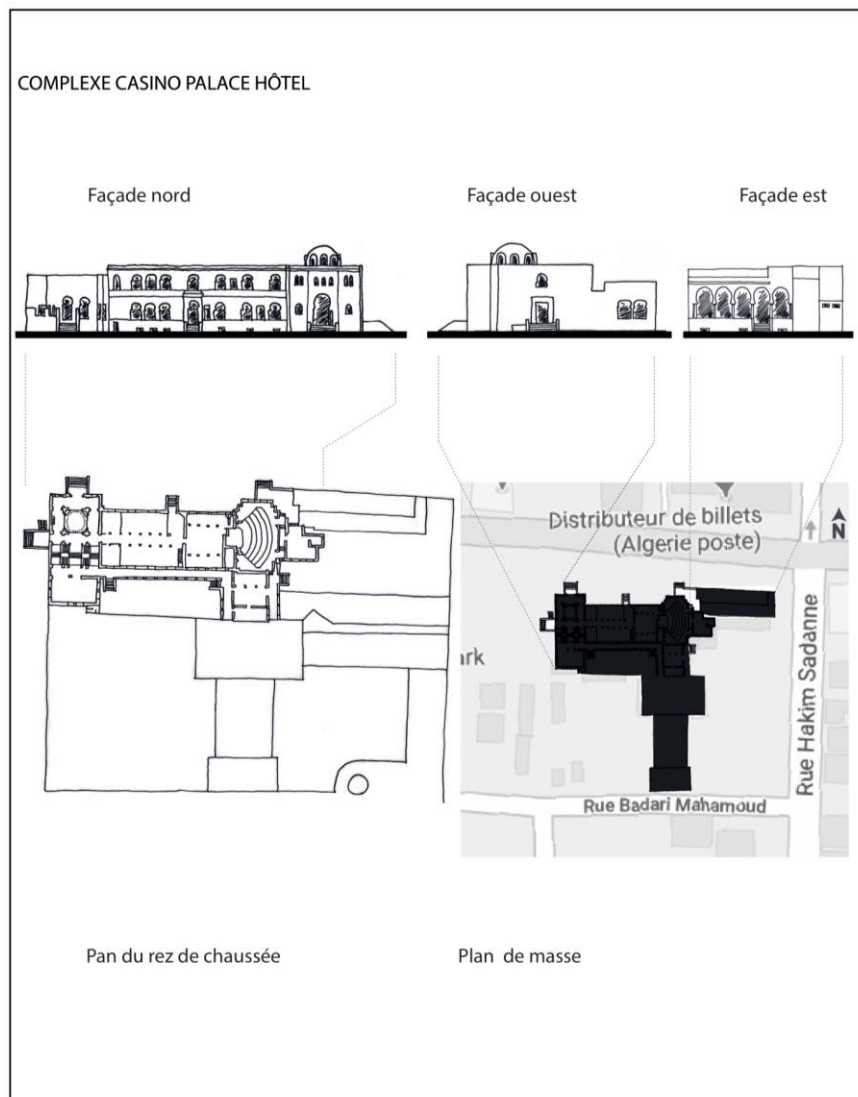 COMPLEXE CASINO PALACE HÔTEL
Façade nord
Façade ouest
Façade est
Distributeur de billets
(Algerie poste)
N
ark
Rue Hakim Sadanne
Rue Badari Mahamoud
Pan du rez de chaussée
Plan de masse